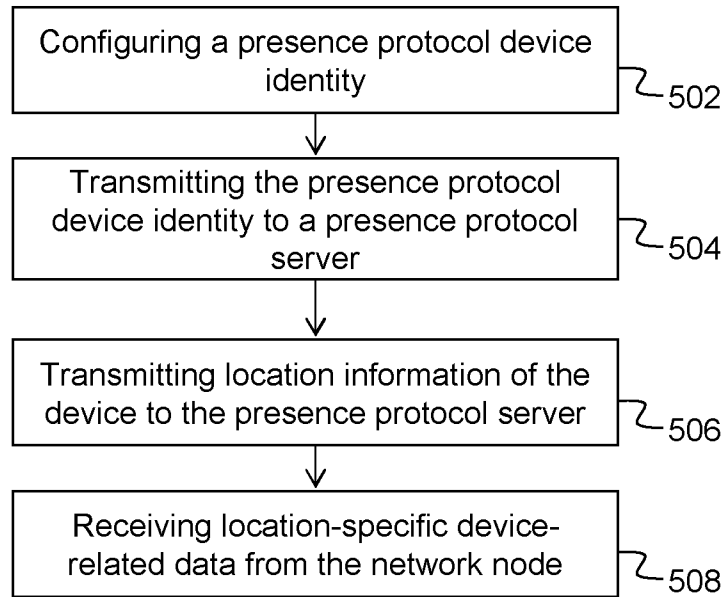 Configuring a presence protocol device
identity
502
Transmitting the presence protocol
device identity to a presence protocol
server
504
Transmitting location information of the
device to the presence protocol server
506
Receiving location-specific device-
related data from the network node
508